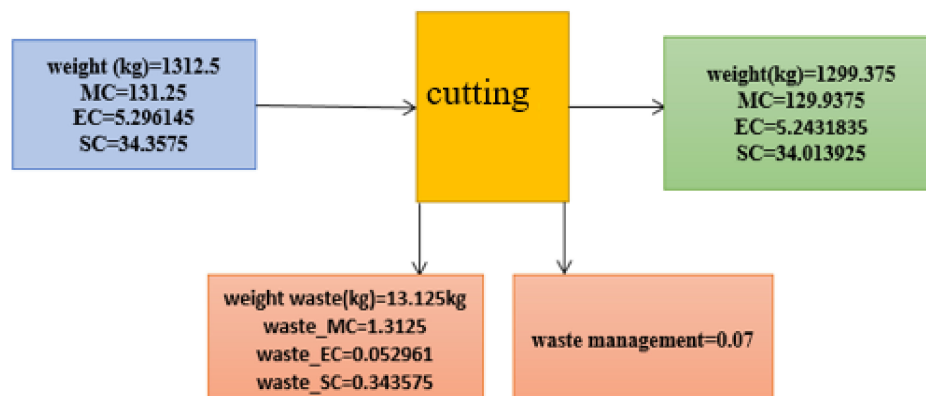 weight (kg)=1312.5
MC=131.25
EC=5.296145
SC=34.3575
cutting
weight(kg)=1299.375
MC=129.9375
EC=5.2431835
SC=34.013925
weight waste(kg)=13.125kg
waste_MC=1.3125
waste_EC=0.052961
waste_SC=0.343575
waste management=0.07